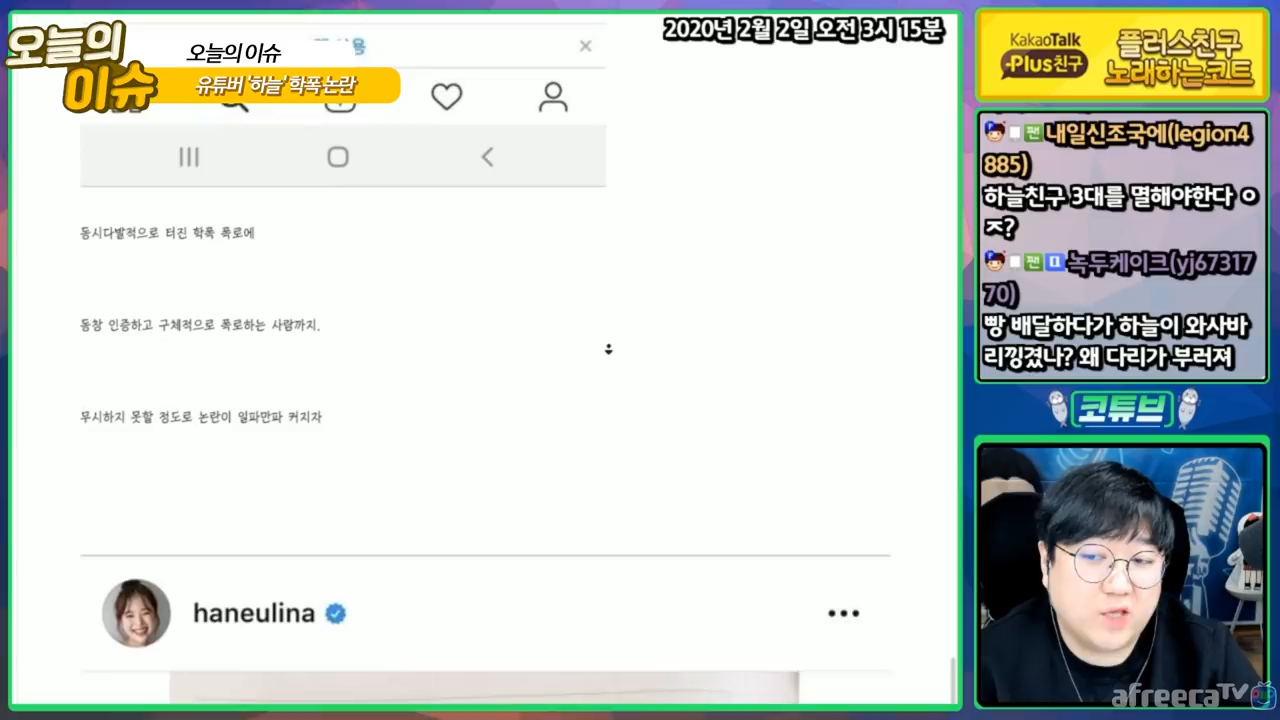 오늘의
이슈
오늘의 이슈
유튜버 '하늘' 학폭 논란
2020년 2월 2일 오전 3시 15분
동시다발적으로 터진 학폭 폭로에
동창 인증하고 구체적으로 폭로하는 사람까지.
무시하지 못할 정도로 논란이 일파만파 커지자
haneulina
KakaoTalk
Plus친구
플러스친구
노래하는코트
팬 내일신조국에(legion4
885)
하늘친구 3대를 멸해야한다 ㅇ
ㅈ?
팬 녹두케이크(yj67317
70)
빵 배달하다가 하늘이 와사바
리낑겼나? 왜 다리가 부러져
코튜브
afreecaTV